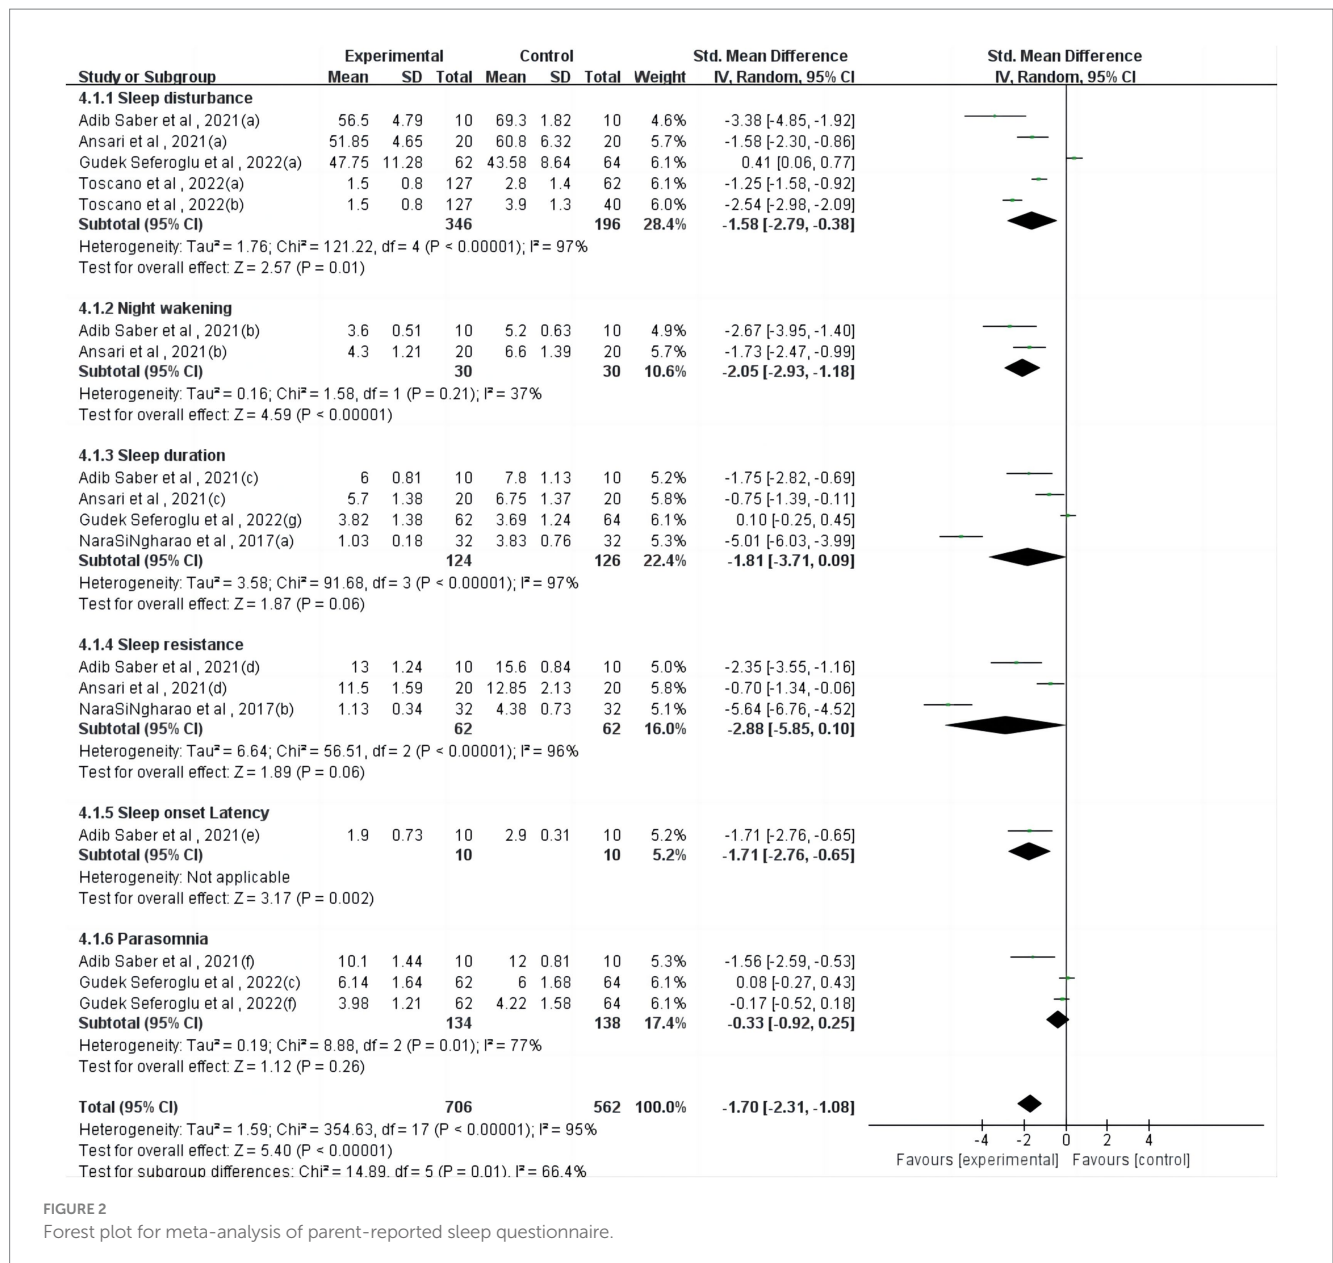 Experimental Control Std. Mean Difference Std. Mean Difference
Study or Subgroup Mean SD Total Mean SD Total Weight IV, Random, 95% CI IV, Random, 95% CI
4.1.1 Sleep disturbance
Adib Saber et al , 2021(a) 56.5 4.79 10 69.3 1.82 10 4.6% -3.38 [-4.85, -1.92]
Ansari et al , 2021(a) 51.85 4.65 20 60.8 6.32 20 5.7% -1.58 [-2.30, -0.86]
Gudek Seferoglu et al , 2022(a) 47.75 11.28 62 43.58 8.64 64 6.1% 0.41 [0.06, 0.77]
Toscano et al , 2022(a) 1.5 0.8 127 2.8 1.4 62 6.1% -1.25 [-1.58, -0.92]
Toscano et al , 2022(b) 1.5 0.8 127 3.9 1.3 40 6.0% -2.54 [-2.98, -2.09]
Subtotal (95% CI) 346 196 28.4% -1.58 [-2.79, -0.38]
Heterogeneity: Tau² = 1.76; Chi² = 121.22, df = 4 (P < 0.00001); I² = 97%
Test for overall effect: Z = 2.57 (P = 0.01)
4.1.2 Night wakening
Adib Saber et al , 2021(b) 3.6 0.51 10 5.2 0.63 10 4.9% -2.67 [-3.95, -1.40]
Ansari et al , 2021(b) 4.3 1.21 20 6.6 1.39 20 5.7% -1.73 [-2.47, -0.99]
Subtotal (95% CI) 30 30 10.6% -2.05 [-2.93, -1.18]
Heterogeneity: Tau² = 0.16; Chi² = 1.58, df = 1 (P = 0.21); I² = 37%
Test for overall effect: Z = 4.59 (P < 0.00001)
4.1.3 Sleep duration
Adib Saber et al , 2021(c) 6 0.81 10 7.8 1.13 10 5.2% -1.75 [-2.82, -0.69]
Ansari et al , 2021(c) 5.7 1.38 20 6.75 1.37 20 5.8% -0.75 [-1.39, -0.11]
Gudek Seferoglu et al , 2022(g) 3.82 1.38 62 3.69 1.24 64 6.1% 0.10 [-0.25, 0.45]
NaraSiNgharao et al , 2017(a) 1.03 0.18 32 3.83 0.76 32 5.3% -5.01 [-6.03, -3.99]
Subtotal (95% CI) 124 126 22.4% -1.81 [-3.71, 0.09]
Heterogeneity: Tau² = 3.58; Chi² = 91.68, df = 3 (P < 0.00001); I² = 97%
Test for overall effect: Z = 1.87 (P = 0.06)
4.1.4 Sleep resistance
Adib Saber et al , 2021(d) 13 1.24 10 15.6 0.84 10 5.0% -2.35 [-3.55, -1.16]
Ansari et al , 2021(d) 11.5 1.59 20 12.85 2.13 20 5.8% -0.70 [-1.34, -0.06]
NaraSiNgharao et al , 2017(b) 1.13 0.34 32 4.38 0.73 32 5.1% -5.64 [-6.76, -4.52]
Subtotal (95% CI) 62 62 16.0% -2.88 [-5.85, 0.10]
Heterogeneity: Tau² = 6.64; Chi² = 56.51, df = 2 (P < 0.00001); I² = 96%
Test for overall effect: Z = 1.89 (P = 0.06)
4.1.5 Sleep onset Latency
Adib Saber et al , 2021(e) 1.9 0.73 10 2.9 0.31 10 5.2% -1.71 [-2.76, -0.65]
Subtotal (95% CI) 10 10 5.2% -1.71 [-2.76, -0.65]
Heterogeneity: Not applicable
Test for overall effect: Z = 3.17 (P = 0.002)
4.1.6 Parasomnia
Adib Saber et al , 2021(f) 10.1 1.44 10 12 0.81 10 5.3% -1.56 [-2.59, -0.53]
Gudek Seferoglu et al , 2022(c) 6.14 1.64 62 6 1.68 64 6.1% 0.08 [-0.27, 0.43]
Gudek Seferoglu et al , 2022(f) 3.98 1.21 62 4.22 1.58 64 6.1% -0.17 [-0.52, 0.18]
Subtotal (95% CI) 134 138 17.4% -0.33 [-0.92, 0.25]
Heterogeneity: Tau² = 0.19; Chi² = 8.88, df = 2 (P = 0.01); I² = 77%
Test for overall effect: Z = 1.12 (P = 0.26)
Total (95% CI) 706 562 100.0% -1.70 [-2.31, -1.08]
Heterogeneity: Tau² = 1.59; Chi² = 354.63, df = 17 (P < 0.00001); I² = 95%
Test for overall effect: Z = 5.40 (P < 0.00001)
Test for subgroup differences: Chi² = 14.89, df = 5 (P = 0.01), I² = 66.4%
-4 -2 0 2 4
Favours [experimental] Favours [control]
FIGURE 2
Forest plot for meta-analysis of parent-reported sleep questionnaire.